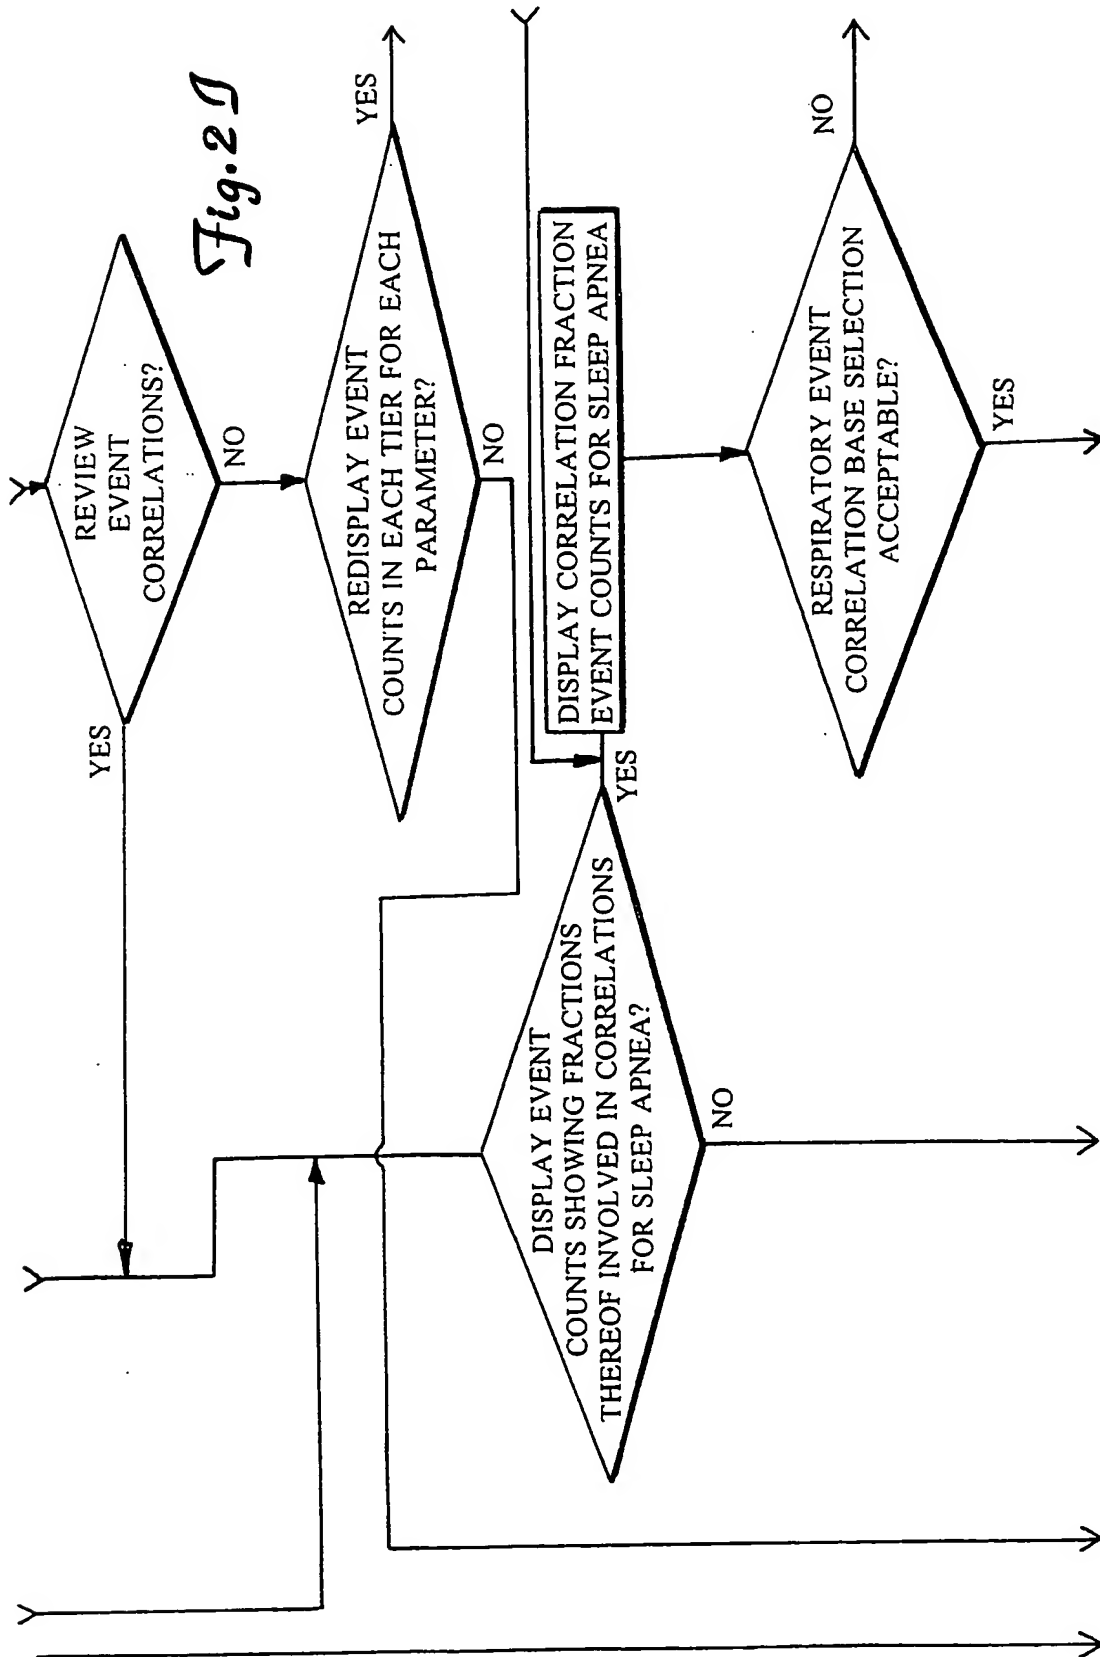 Fig. 2I
REVIEW
EVENT
CORRELATIONS?
YES
NO
REDISPLAY EVENT
COUNTS IN EACH TIER FOR EACH
PARAMETER?
YES
NO
DISPLAY EVENT
COUNTS SHOWING FRACTIONS
THEREOF INVOLVED IN CORRELATIONS
FOR SLEEP APNEA?
YES
NO
DISPLAY CORRELATION FRACTION
EVENT COUNTS FOR SLEEP APNEA
RESPIRATORY EVENT
CORRELATION BASE SELECTION
ACCEPTABLE?
NO
YES